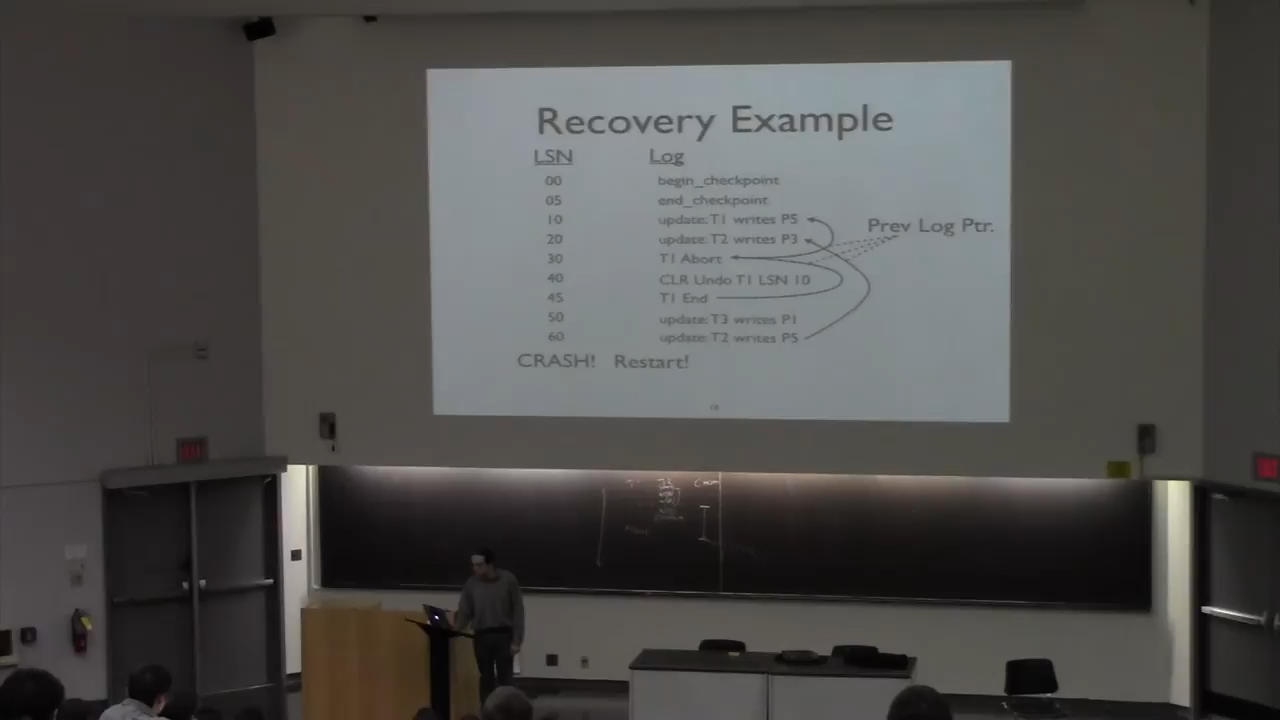 Recovery Example
LSN Log
00 begin_checkpoint
05 end_checkpoint
10 update: T1 writes P5
20 update: T2 writes P3
30 T1 Abort
40 CLR Undo T1 LSN 10
45 T1 End
50 update: T3 writes P1
60 update: T2 writes P5
Prev Log Ptr.
CRASH! Restart!